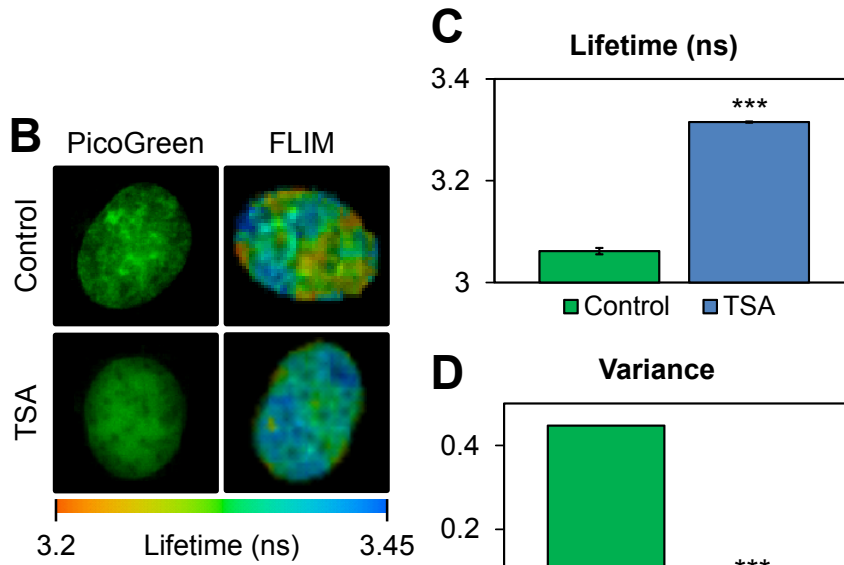 B
PicoGreen FLIM
Control
TSA
3.2 Lifetime (ns) 3.45
C
Lifetime (ns)
3.4
***
3.2
3
Control TSA
D
Variance
0.4
0.2
***